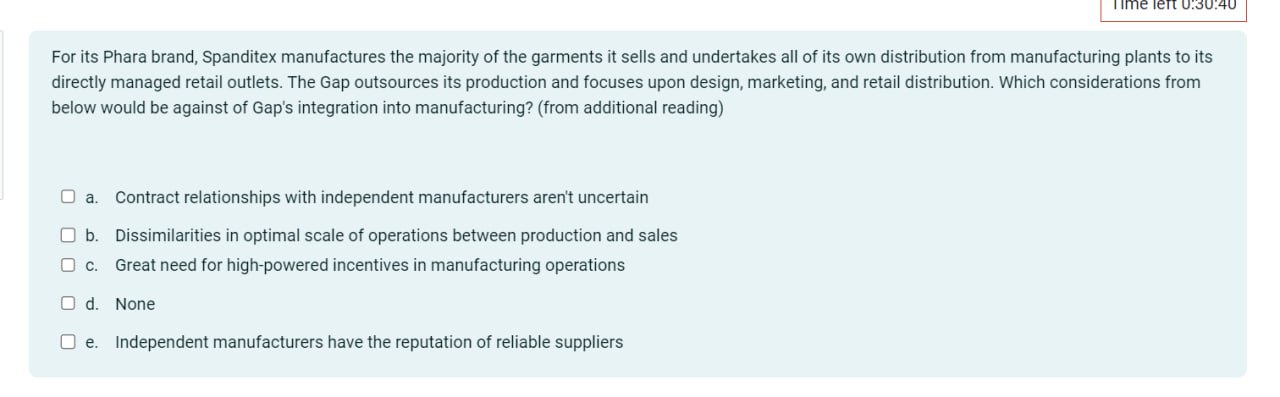 Time left 0:30:40
For its Phara brand, Spanditex manufactures the majority of the garments it sells and undertakes all of its own distribution from manufacturing plants to its
directly managed retail outlets. The Gap outsources its production and focuses upon design, marketing, and retail distribution. Which considerations from
below would be against of Gap's integration into manufacturing? (from additional reading)
a. Contract relationships with independent manufacturers aren't uncertain
b. Dissimilarities in optimal scale of operations between production and sales
c. Great need for high-powered incentives in manufacturing operations
d. None
e. Independent manufacturers have the reputation of reliable suppliers